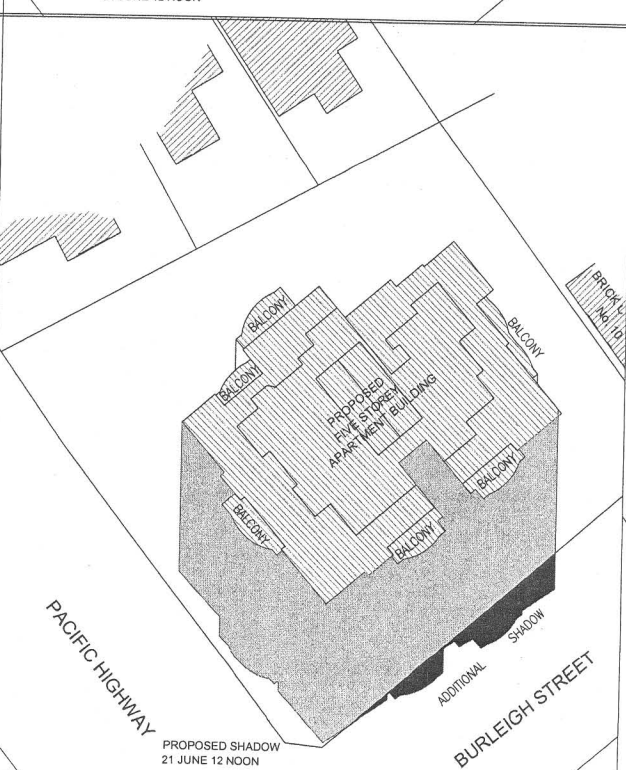 BALCONY
BALCONY
BALCONY
BRICK
No. 10
PROPOSED
FIVE STOREY
APARTMENT BUILDING
BALCONY
BALCONY
BALCONY
PACIFIC HIGHWAY
ADDITIONAL SHADOW
BURLEIGH STREET
PROPOSED SHADOW
21 JUNE 12 NOON